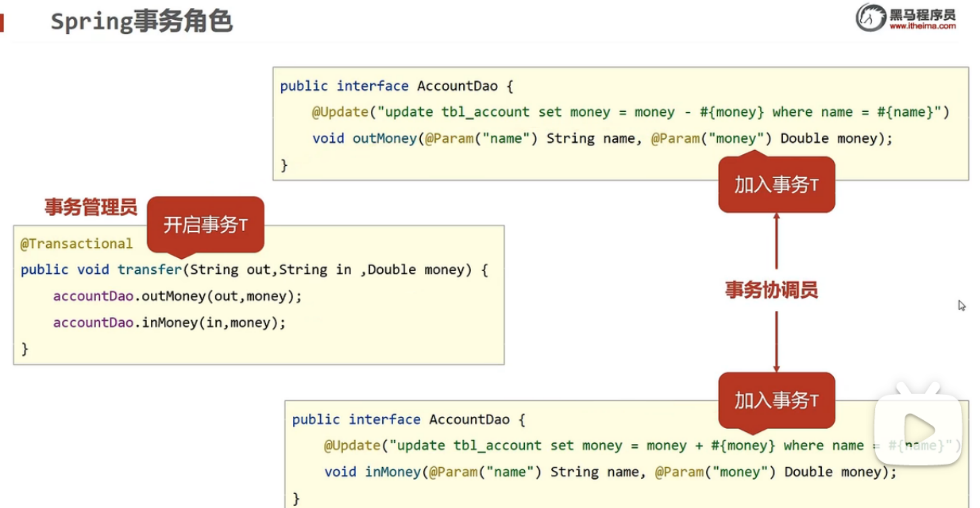 Spring事务角色
黑马程序员
www.itheima.com
public interface AccountDao {
@Update("update tbl_account set money = money - #{money} where name = #{name}")
void outMoney(@Param("name") String name, @Param("money") Double money);
}
加入事务T
事务管理员
开启事务T
@Transactional
public void transfer(String out,String in ,Double money) {
accountDao.outMoney(out,money);
accountDao.inMoney(in,money);
}
事务协调员
加入事务T
public interface AccountDao {
@Update("update tbl_account set money = money + #{money} where name = #{name}")
void inMoney(@Param("name") String name, @Param("money") Double money);
}